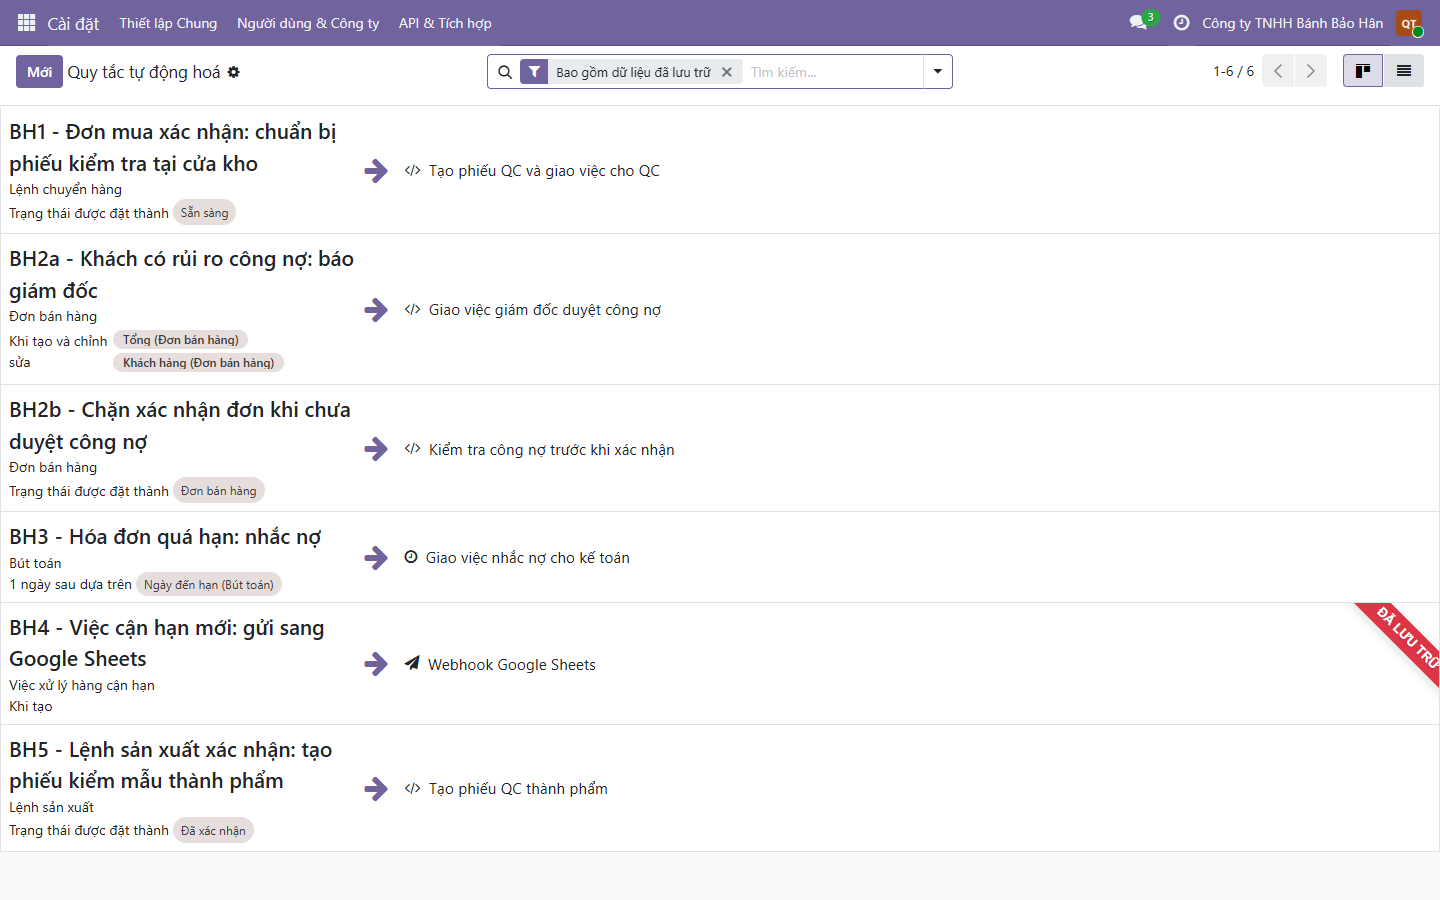 Cài đặt Thiết lập Chung Người dùng & Công ty API & Tích hợp 3 Công ty TNHH Bánh Bảo Hân QT
Mới Quy tắc tự động hoá Bao gồm dữ liệu đã lưu trữ Tìm kiếm... 1-6 / 6
BH1 - Đơn mua xác nhận: chuẩn bị
phiếu kiểm tra tại cửa kho
Lệnh chuyển hàng
Trạng thái được đặt thành Sẵn sàng
Tạo phiếu QC và giao việc cho QC
BH2a - Khách có rủi ro công nợ: báo
giám đốc
Đơn bán hàng
Khi tạo và chỉnh sửa
Tổng (Đơn bán hàng)
Khách hàng (Đơn bán hàng)
Giao việc giám đốc duyệt công nợ
BH2b - Chặn xác nhận đơn khi chưa
duyệt công nợ
Đơn bán hàng
Trạng thái được đặt thành Đơn bán hàng
Kiểm tra công nợ trước khi xác nhận
BH3 - Hóa đơn quá hạn: nhắc nợ
Bút toán
1 ngày sau dựa trên Ngày đến hạn (Bút toán)
Giao việc nhắc nợ cho kế toán
BH4 - Việc cận hạn mới: gửi sang
Google Sheets
Việc xử lý hàng cận hạn
Khi tạo
Webhook Google Sheets
ĐÃ LƯU TRỮ
BH5 - Lệnh sản xuất xác nhận: tạo
phiếu kiểm mẫu thành phẩm
Lệnh sản xuất
Trạng thái được đặt thành Đã xác nhận
Tạo phiếu QC thành phẩm